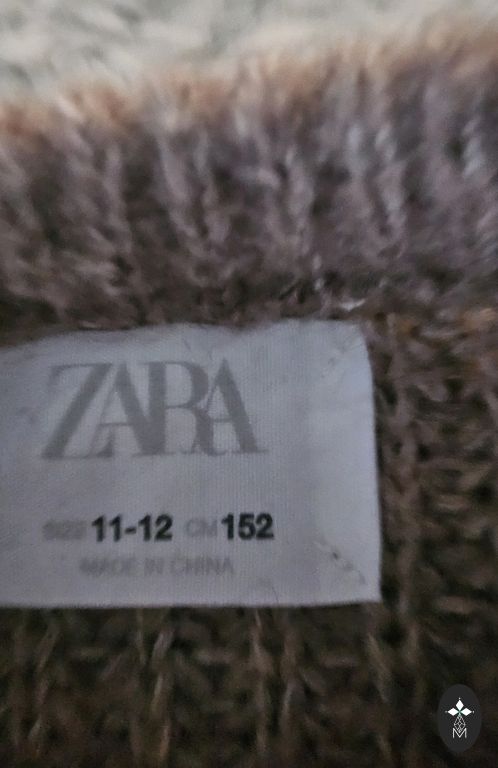 ZARA
SIZE 11-12 CM 152
MADE IN CHINA
M